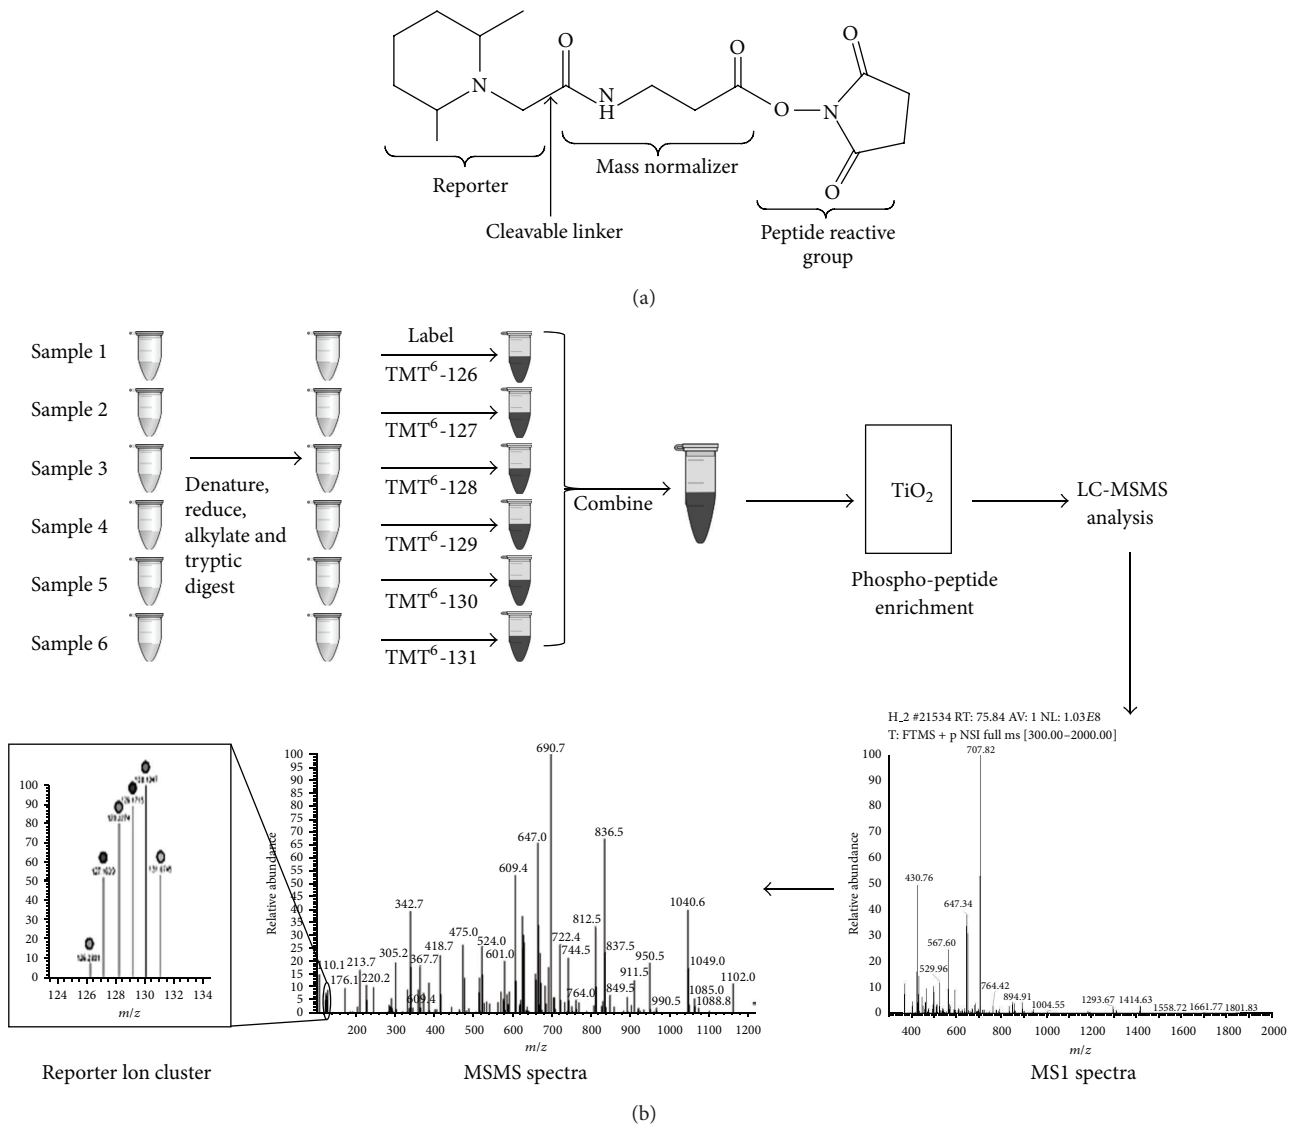 O
O
O
N
N
H
O
N
O
Reporter
Mass normalizer
Cleavable linker
Peptide reactive
group
(a)
Sample 1
Sample 2
Sample 3
Sample 4
Sample 5
Sample 6
Denature,
reduce,
alkylate and
tryptic
digest
Label
TMT6-126
TMT6-127
TMT6-128
TMT6-129
TMT6-130
TMT6-131
Combine
TiO2
Phospho-peptide
enrichment
LC-MSMS
analysis
H_2 #21534 RT: 75.84 AV: 1 NL: 1.03E8
T: FTMS + p NSI full ms [300.00–2000.00]
100
90
80
70
60
50
40
30
20
10
0
124 126 128 130 132 134
m/z
Reporter Ion cluster
Relative abundance
100
95
90
85
80
75
70
65
60
55
50
45
40
35
30
25
20
15
10
5
0
110.1
176.1
213.7
220.2
305.2
342.7
367.7
609.4
418.7
475.0
524.0
601.0
609.4
647.0
690.7
722.4
744.5
764.0
812.5
836.5
837.5
849.5
911.5
950.5
990.5
1040.6
1049.0
1085.0
1088.8
1102.0
200 300 400 500 600 700 800 900 1000 1100 1200
m/z
MSMS spectra
Relative abundance
100
90
80
70
60
50
40
30
20
10
0
430.76
529.96
567.60
647.34
707.82
764.42
894.91
1004.55
1293.67
1414.63
1558.72
1661.77
1801.83
400 600 800 1000 1200 1400 1600 1800 2000
m/z
MS1 spectra
(b)